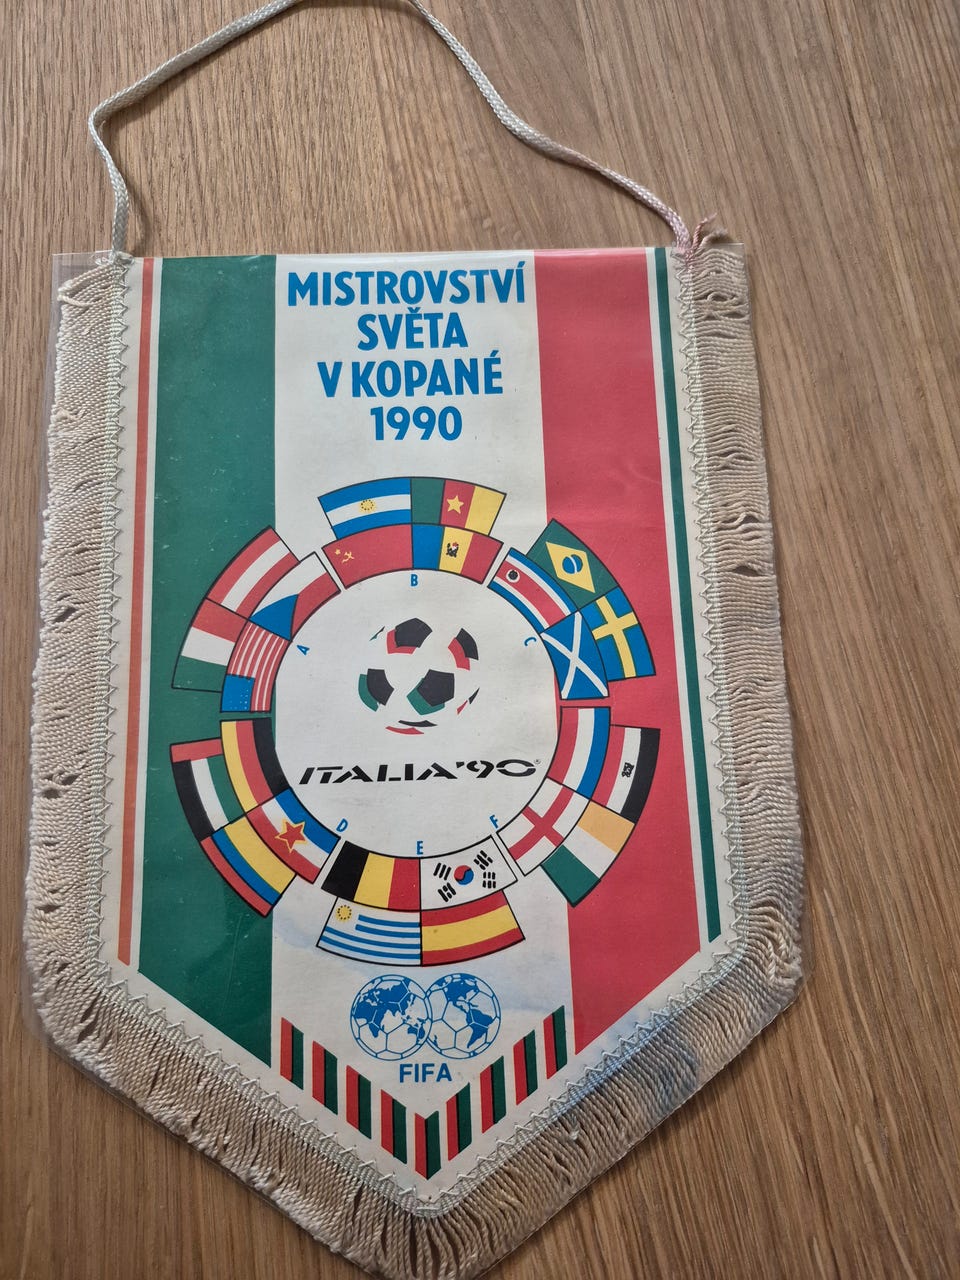 MISTROVSTVÍ
SVĚTA
V KOPANÉ
1990
B
A
C
ITALIA'90®
D
F
E
FIFA